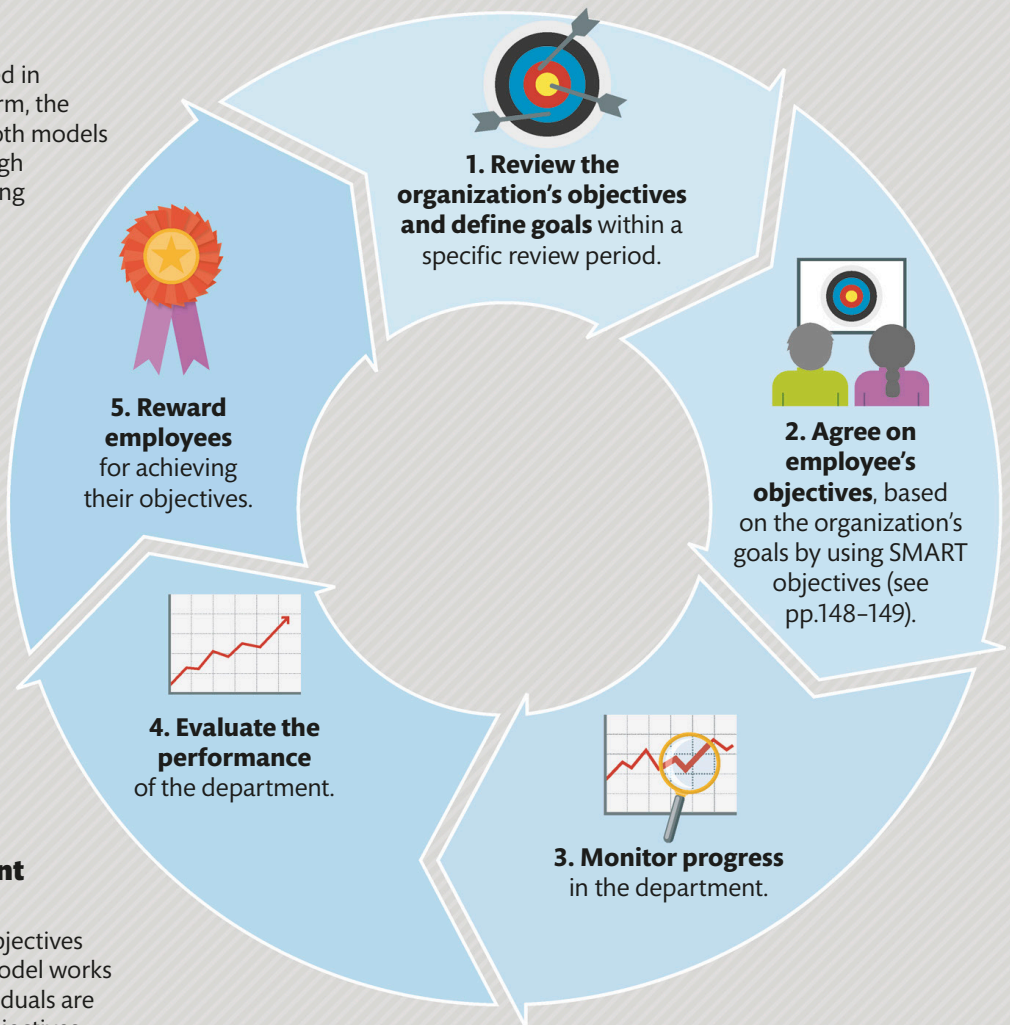 ed in
rm, the
oth models
gh
ng
1. Review the
organization's objectives
and define goals within a
specific review period.
2. Agree on
employee's
objectives, based
on the organization's
goals by using SMART
objectives (see
pp.148–149).
3. Monitor progress
in the department.
4. Evaluate the
performance
of the department.
5. Reward
employees
for achieving
their objectives.
nt
bjectives
odel works
duals are